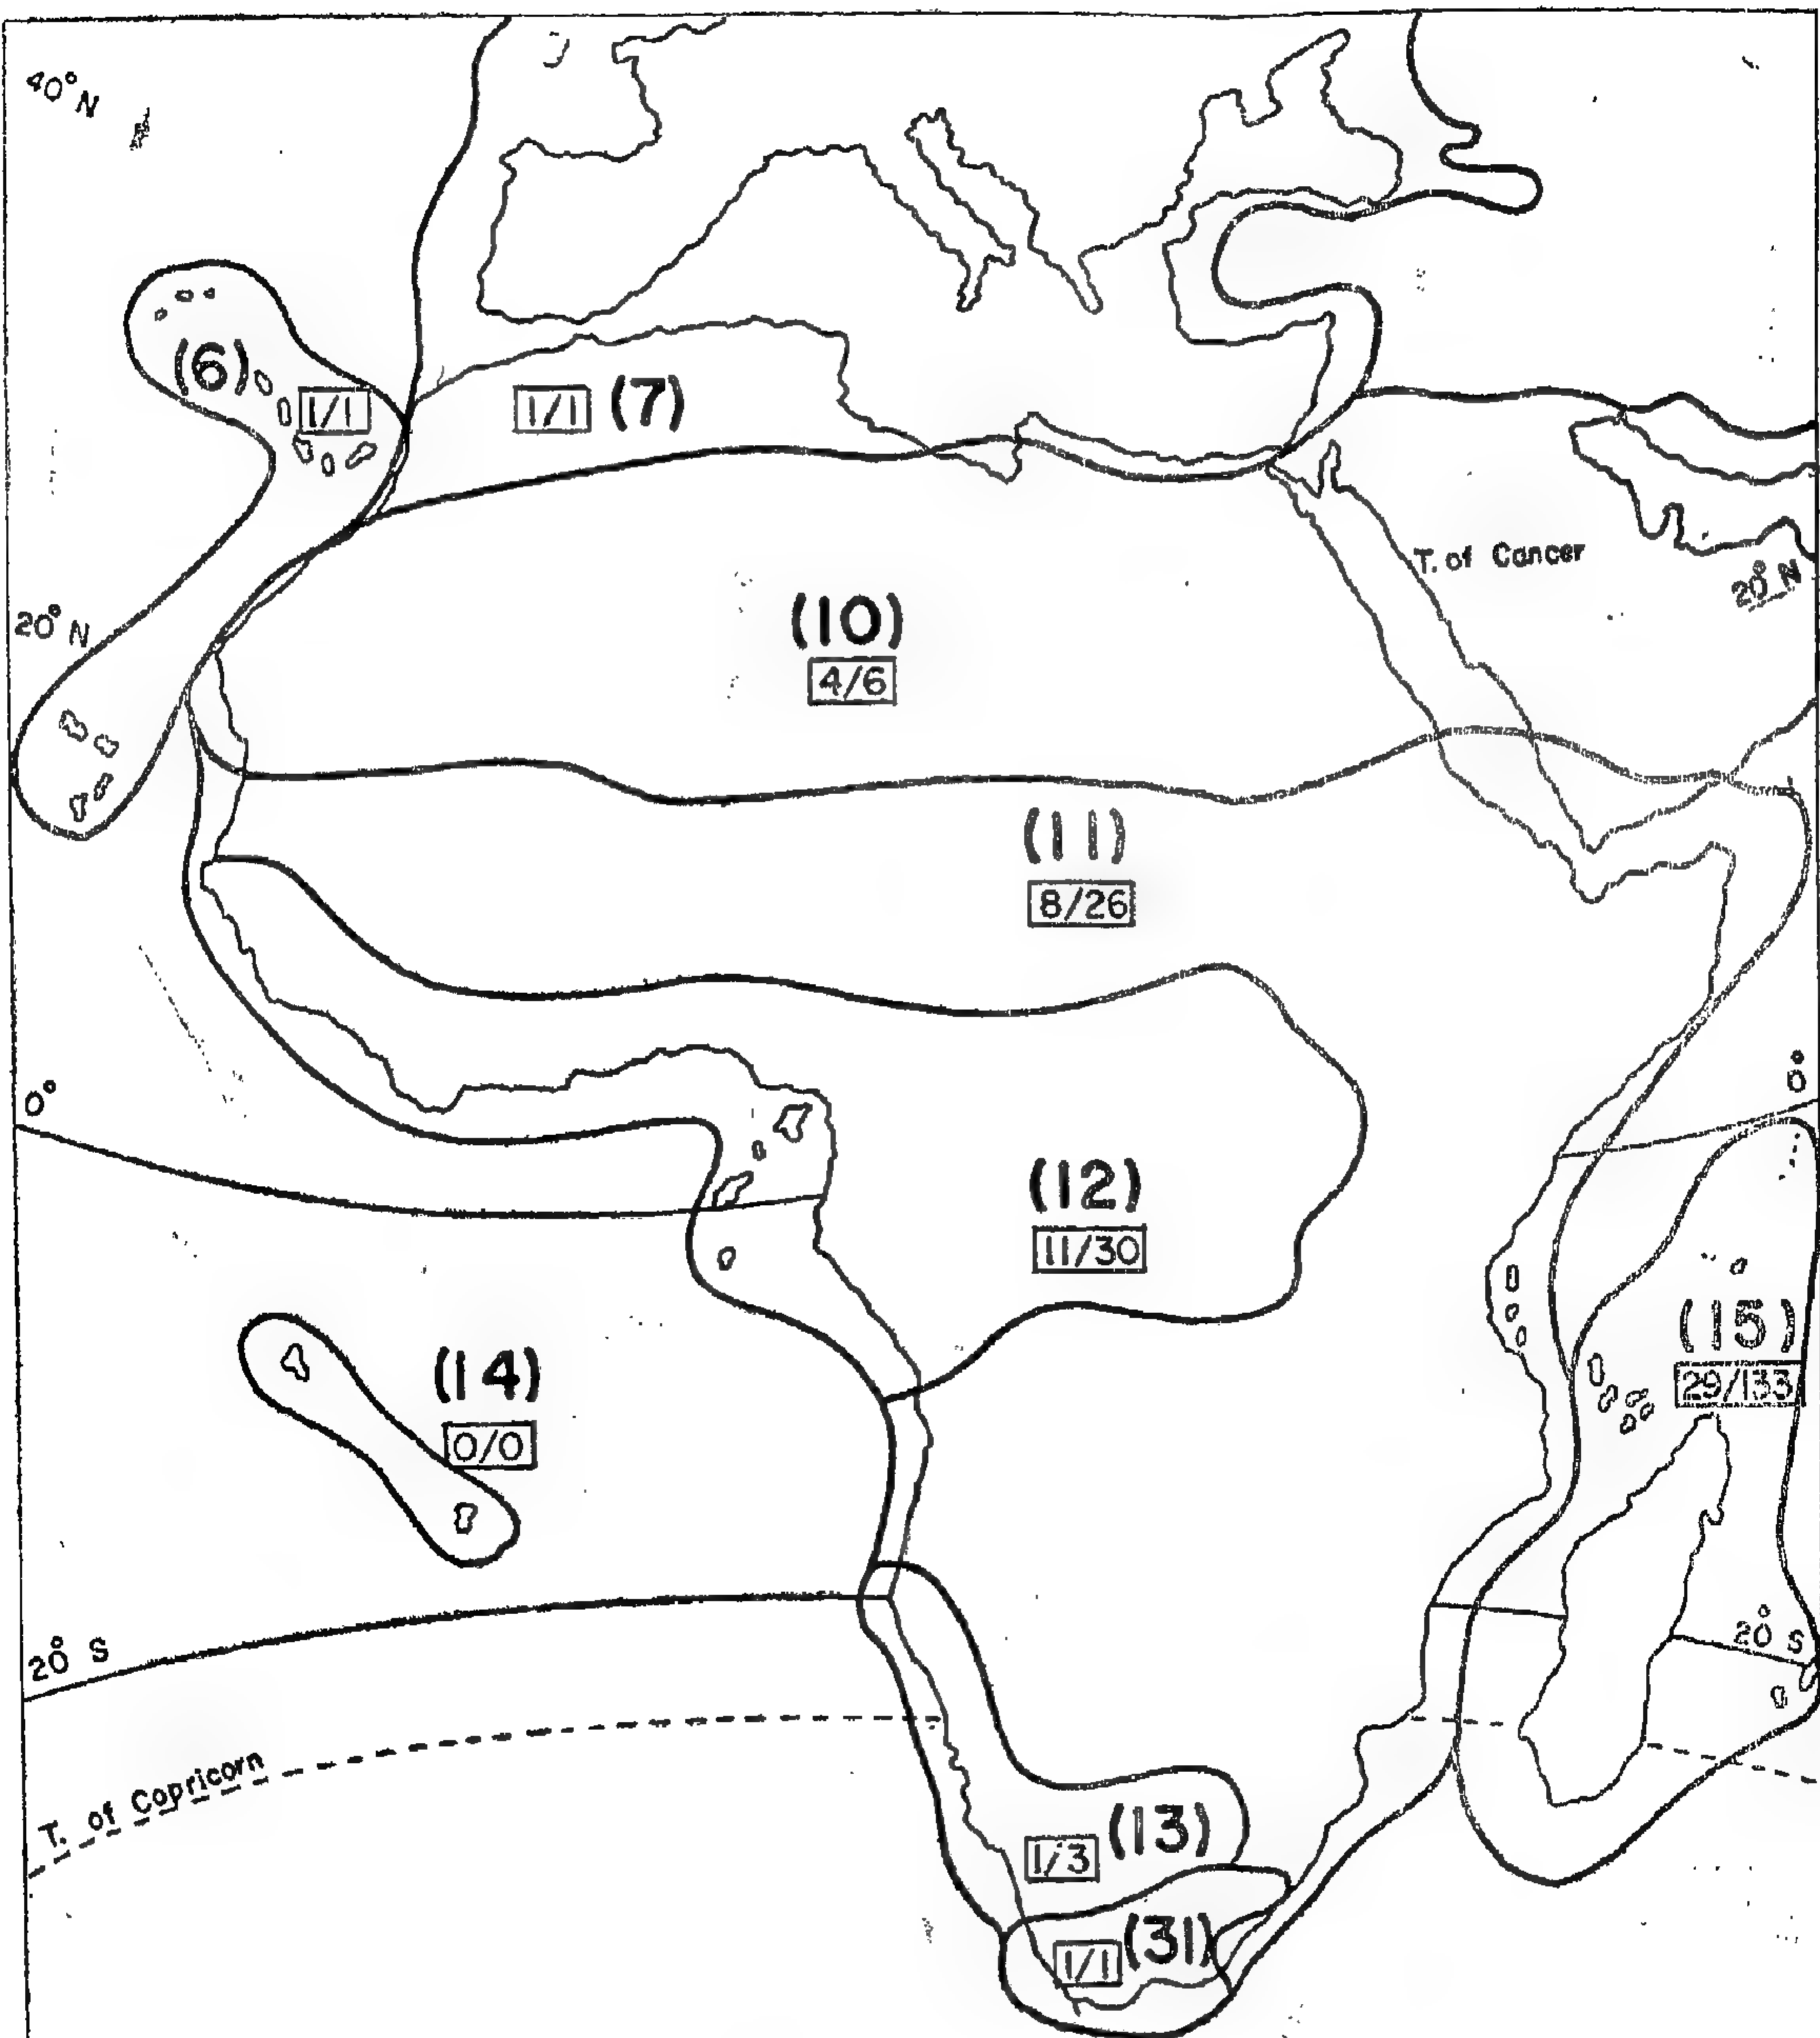 40° N
(6)
1/1
1/1 (7)
T. of Cancer
20° N
(10)
20° N
4/6
(11)
8/26
0°
0°
(12)
11/30
(15)
29/133
(14)
0/0
20° S
20° S
T. of Copricorn
(13)
1/3
(31)
1/1